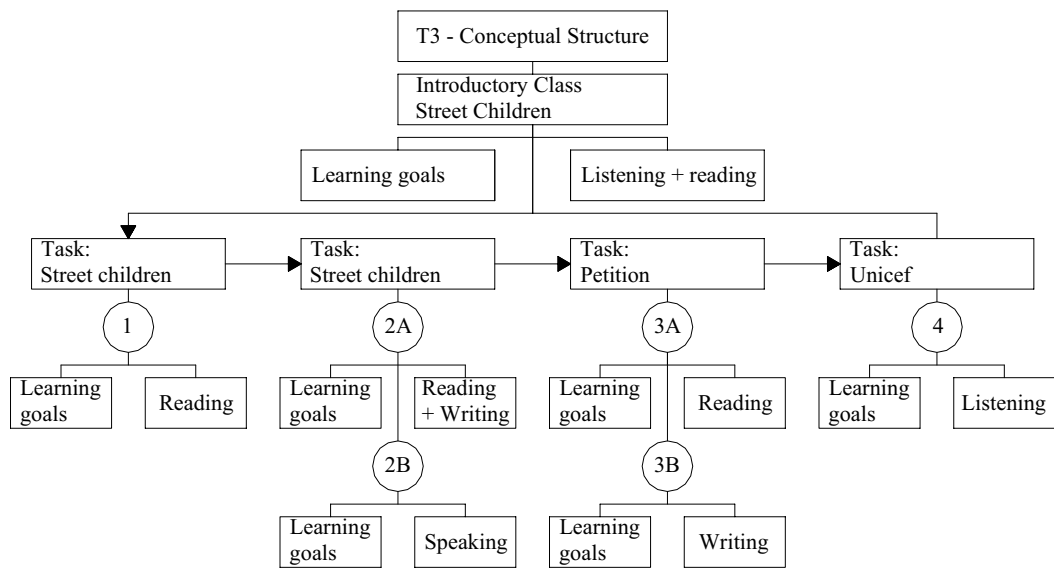 T3 - Conceptual Structure
Introductory Class
Street Children
Learning goals
Listening + reading
Task:
Street children
Task:
Street children
Task:
Petition
Task:
Unicef
1
2A
3A
4
Learning
goals
Reading
Learning
goals
Reading
+ Writing
Learning
goals
Reading
Learning
goals
Listening
2B
3B
Learning
goals
Speaking
Learning
goals
Writing